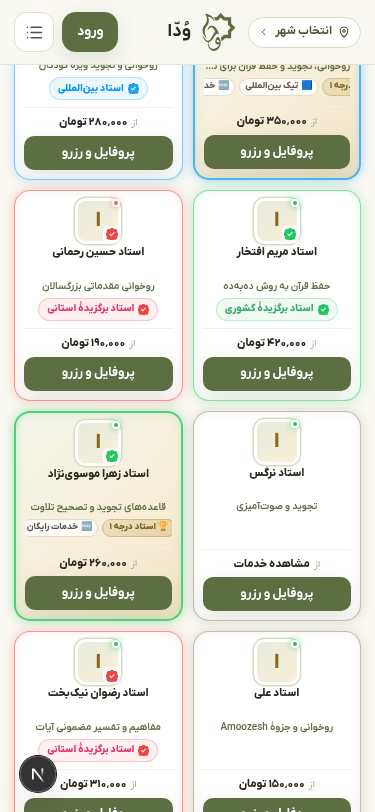 انتخاب شهر
وُدّا
ورود
روخوانی، تجوید و حفظ قرآن برای د...
درجه ۱
تیک بین‌المللی
خد
از ۳۵۰,۰۰۰ تومان
پروفایل و رزرو
روخوانی و تجوید ویژهٔ کودکان
استاد بین‌المللی
از ۲۸۰,۰۰۰ تومان
پروفایل و رزرو
ا
استاد مریم افتخار
حفظ قرآن به روش ده‌به‌ده
استاد برگزیدهٔ کشوری
از ۴۲۰,۰۰۰ تومان
پروفایل و رزرو
ا
استاد حسین رحمانی
روخوانی مقدماتی بزرگسالان
استاد برگزیدهٔ استانی
از ۱۹۰,۰۰۰ تومان
پروفایل و رزرو
ا
استاد نرگس
تجوید و صوت‌آمیزی
از مشاهده خدمات
پروفایل و رزرو
ا
استاد زهرا موسوی‌نژاد
قاعده‌های تجوید و تصحیح تلاوت
استاد درجه ۱
خدمات رایگان
از ۲۶۰,۰۰۰ تومان
پروفایل و رزرو
ا
استاد علی
روخوانی و جزوهٔ Amoozesh
از ۱۵۰,۰۰۰ تومان
ا
استاد رضوان نیک‌بخت
مفاهیم و تفسیر مضمونی آیات
استاد برگزیدهٔ استانی
از ۳۱۰,۰۰۰ تومان
N